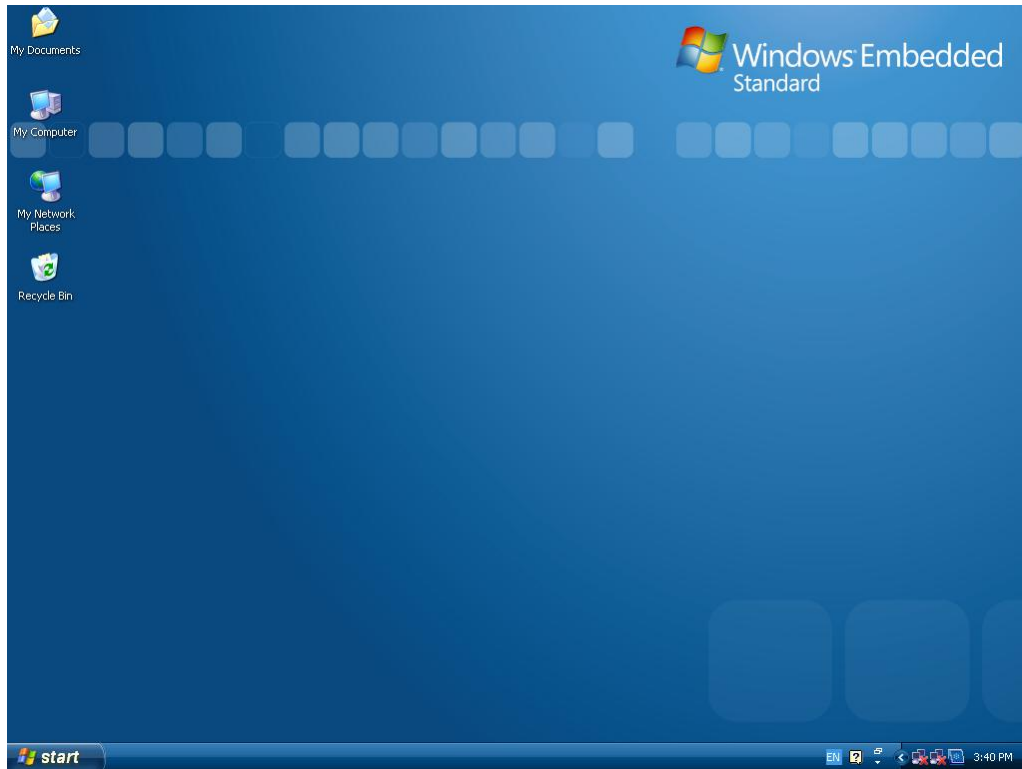 My Documents
Windows Embedded
Standard
My Computer
My Network
Places
Recycle Bin
start
EN
3:40 PM